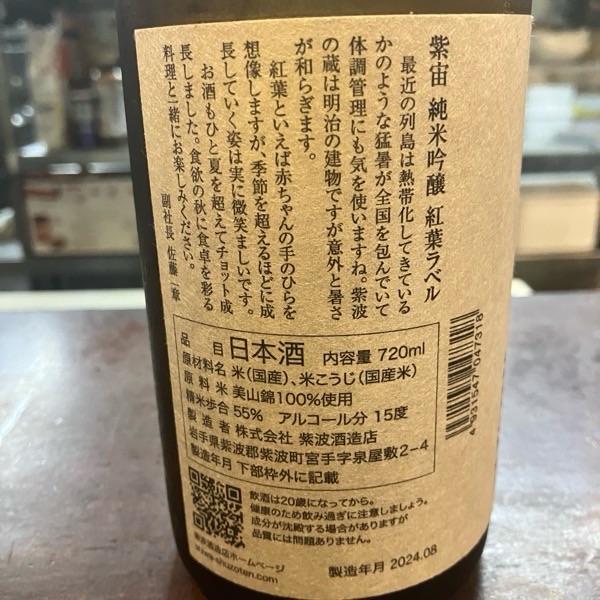 紫宙 純米吟醸 紅葉ラベル
最近の列島は熱帯化してきている
かのような猛暑が全国を包んでいて
体調管理にも気を使いますね。紫波
の蔵は明治の建物ですが意外と暑さ
が和らぎます。
紅葉といえば赤ちゃんの手のひらを
想像しますが、季節を超えるほどに成
長していく姿は実に微笑ましいです。
お酒もひと夏を超えてチョット成
長しました。食欲の秋に食卓を彩る
料理と一緒にお楽しみください。
副社長 佐藤 一章
品目 日本酒 内容量 720ml
原材料名 米(国産)、米こうじ(国産米)
原料米 美山錦100%使用
精米歩合 55% アルコール分 15度
製造者 株式会社 紫波酒造店
岩手県紫波郡紫波町宮手字泉屋敷2-4
製造年月 下部枠外に記載
4 931547 047318
飲酒は20歳になってから。
健康のため飲み過ぎに注意しましょう。
成分が沈殿する場合がありますが
品質には問題ありません。
紫波酒造店ホームページ
製造年月 2024.08